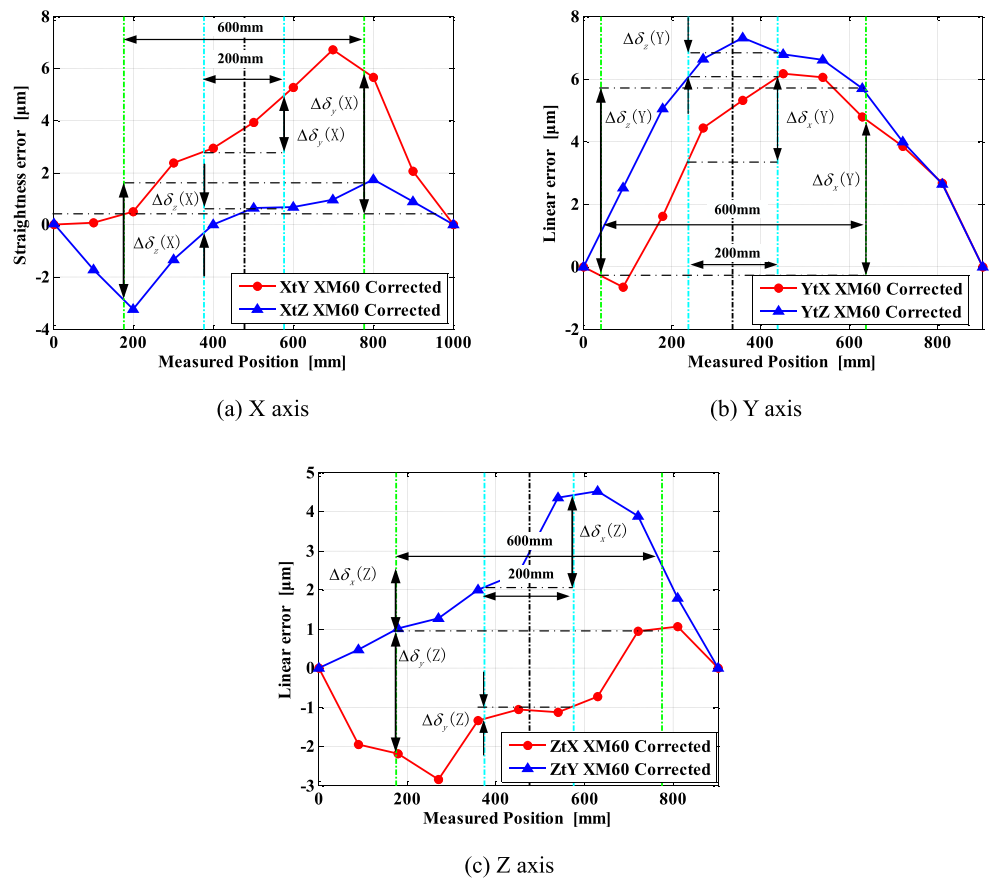 8
6
4
2
0
-2
-4
0
200
400
600
800
1000
Straightness error [μm]
Measured Position [mm]
600mm
200mm
Δδy(X)
Δδy(X)
Δδz(X)
Δδz(X)
XtY XM60 Corrected
XtZ XM60 Corrected
(a) X axis
8
6
4
2
0
-2
0
200
400
600
800
Linear error [μm]
Measured Position [mm]
Δδz(Y)
Δδz(Y)
Δδx(Y)
Δδx(Y)
600mm
200mm
YtX XM60 Corrected
YtZ XM60 Corrected
(b) Y axis
5
4
3
2
1
0
-1
-2
-3
0
200
400
600
800
Linear error [μm]
Measured Position [mm]
600mm
200mm
Δδx(Z)
Δδx(Z)
Δδy(Z)
Δδy(Z)
ZtX XM60 Corrected
ZtY XM60 Corrected
(c) Z axis